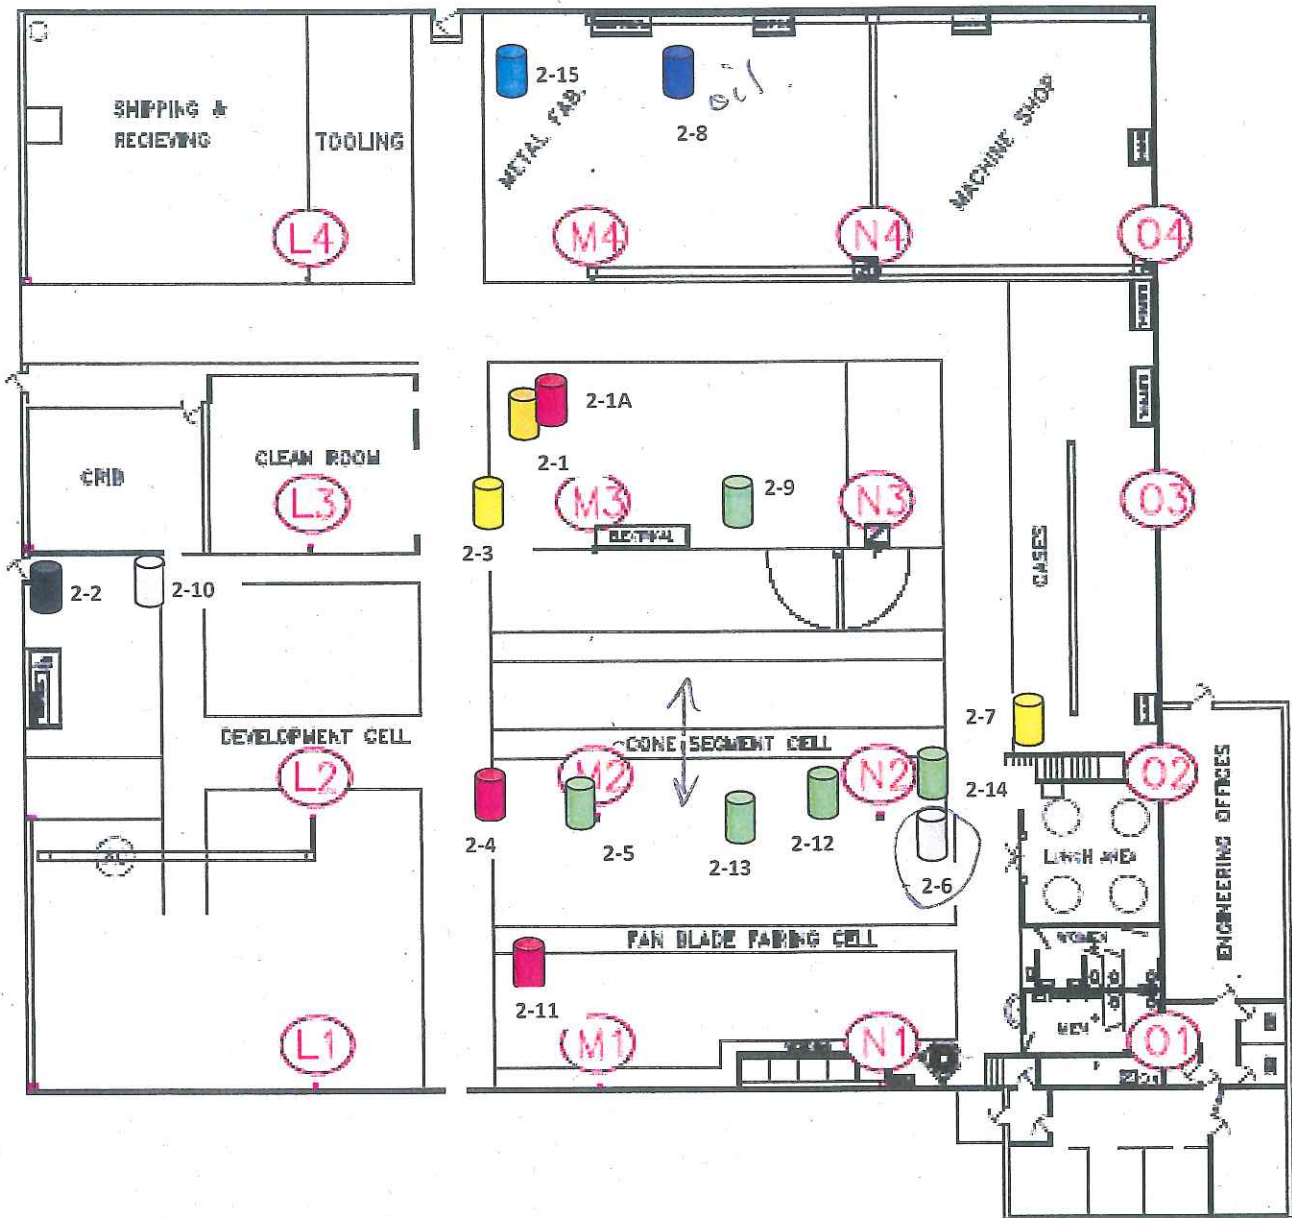 2-15
oil
2-8
SHIPPING &
RECIEVING
TOOLING
METAL FAB.
MACHINE SHOP
L4
M4
N4
O4
2-1A
2-1
CLEAN ROOM
CRIB
L3
M3
2-9
N3
O3
ELECTRICAL
2-3
CASES
2-2
2-10
2-7
DEVELOPMENT CELL
CONE SEGMENT CELL
L2
M2
N2
O2
2-14
ENGINEERING OFFICES
2-4
2-5
2-13
2-12
2-6
LUNCH AREA
FAN BLADE FAIRING CELL
WOMEN
2-11
MEN
L1
M1
N1
O1